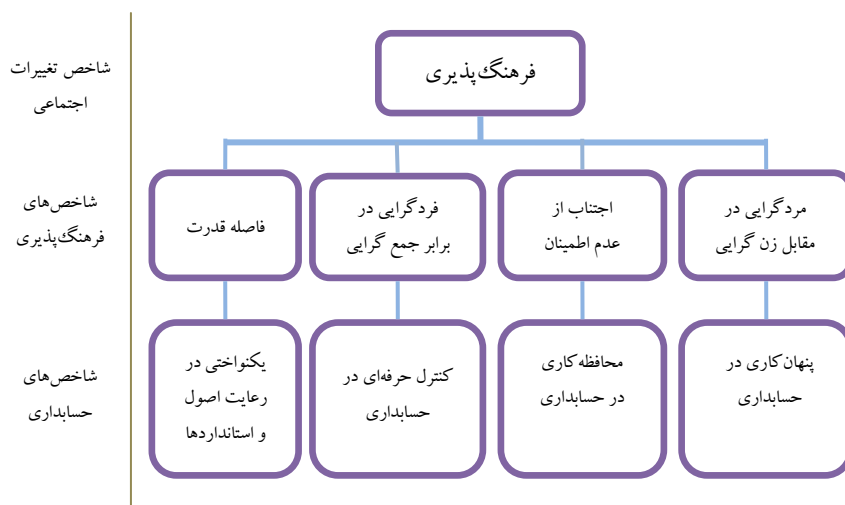 شاخص تغییرات
اجتماعی
فرهنگ‌پذیری
شاخص‌های
فرهنگ‌پذیری
مردگرایی در
مقابل زن گرایی
اجتناب از
عدم اطمینان
فردگرایی در
برابر جمع گرایی
فاصله قدرت
شاخص‌های
حسابداری
پنهان‌کاری در
حسابداری
محافظه‌کاری
در حسابداری
کنترل حرفه‌ای در
حسابداری
یکنواختی در
رعایت اصول
و استانداردها